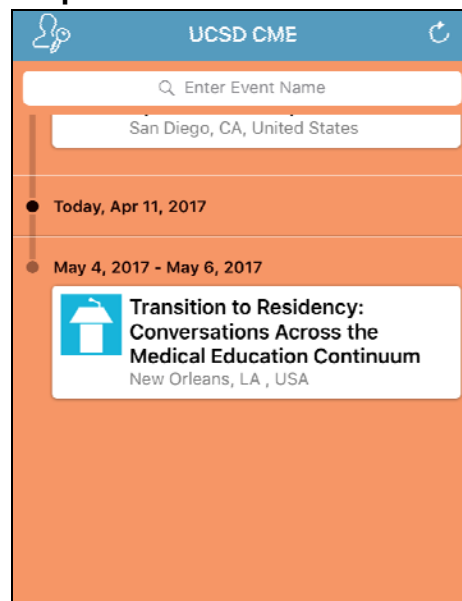 UCSD CME
Enter Event Name
San Diego, CA, United States
Today, Apr 11, 2017
May 4, 2017 - May 6, 2017
Transition to Residency:
Conversations Across the
Medical Education Continuum
New Orleans, LA , USA